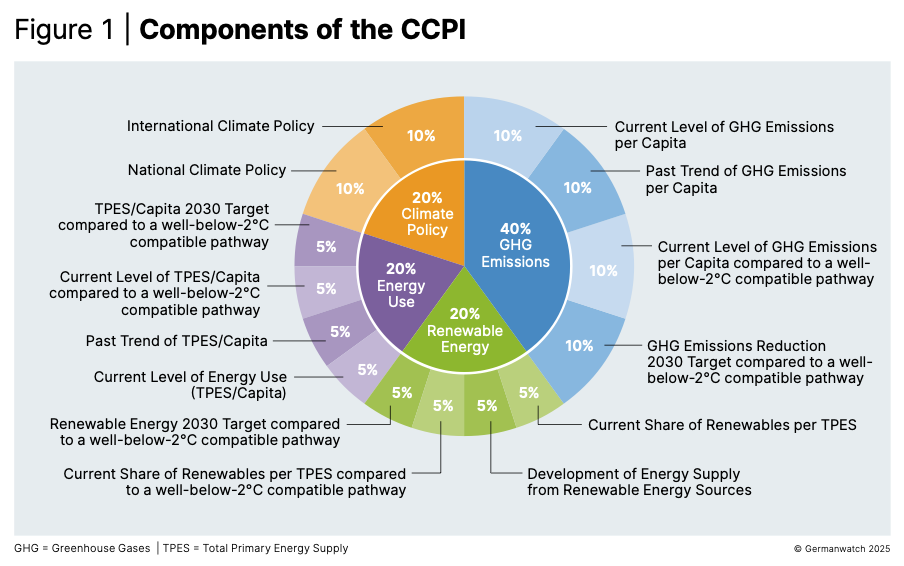 Figure 1 | Components of the CCPI
International Climate Policy
10%
National Climate Policy
10%
TPES/Capita 2030 Target
compared to a well-below-2°C
compatible pathway
5%
Current Level of TPES/Capita
compared to a well-below-2°C
compatible pathway
5%
Past Trend of TPES/Capita
5%
Current Level of Energy Use
(TPES/Capita)
5%
Renewable Energy 2030 Target compared
to a well-below-2°C compatible pathway
5%
Current Share of Renewables per TPES compared
to a well-below-2°C compatible pathway
5%
20%
Climate
Policy
40%
GHG
Emissions
20%
Energy
Use
20%
Renewable
Energy
10%
Current Level of GHG Emissions
per Capita
10%
Past Trend of GHG Emissions
per Capita
10%
Current Level of GHG Emissions
per Capita compared to a well-
below-2°C compatible pathway
10%
GHG Emissions Reduction
2030 Target compared to a well-
below-2°C compatible pathway
5%
Current Share of Renewables per TPES
5%
Development of Energy Supply
from Renewable Energy Sources
GHG = Greenhouse Gases | TPES = Total Primary Energy Supply
© Germanwatch 2025